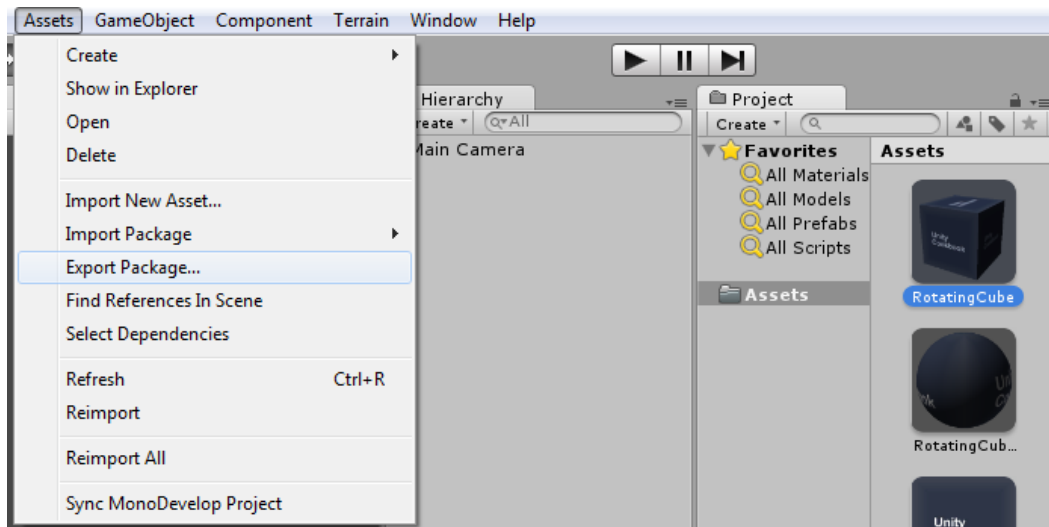 Assets GameObject Component Terrain Window Help
Create
Show in Explorer
Open
Delete
Import New Asset...
Import Package
Export Package...
Find References In Scene
Select Dependencies
Refresh Ctrl+R
Reimport
Reimport All
Sync MonoDevelop Project
Hierarchy
reate All
Main Camera
Project
Create
Favorites
All Materials
All Models
All Prefabs
All Scripts
Assets
Assets
Unity
Cookbook
RotatingCube
RotatingCub...
Unity